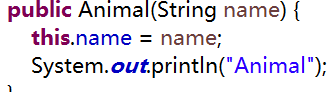 public Animal(String name) {
this.name = name;
System.out.println("Animal");
}